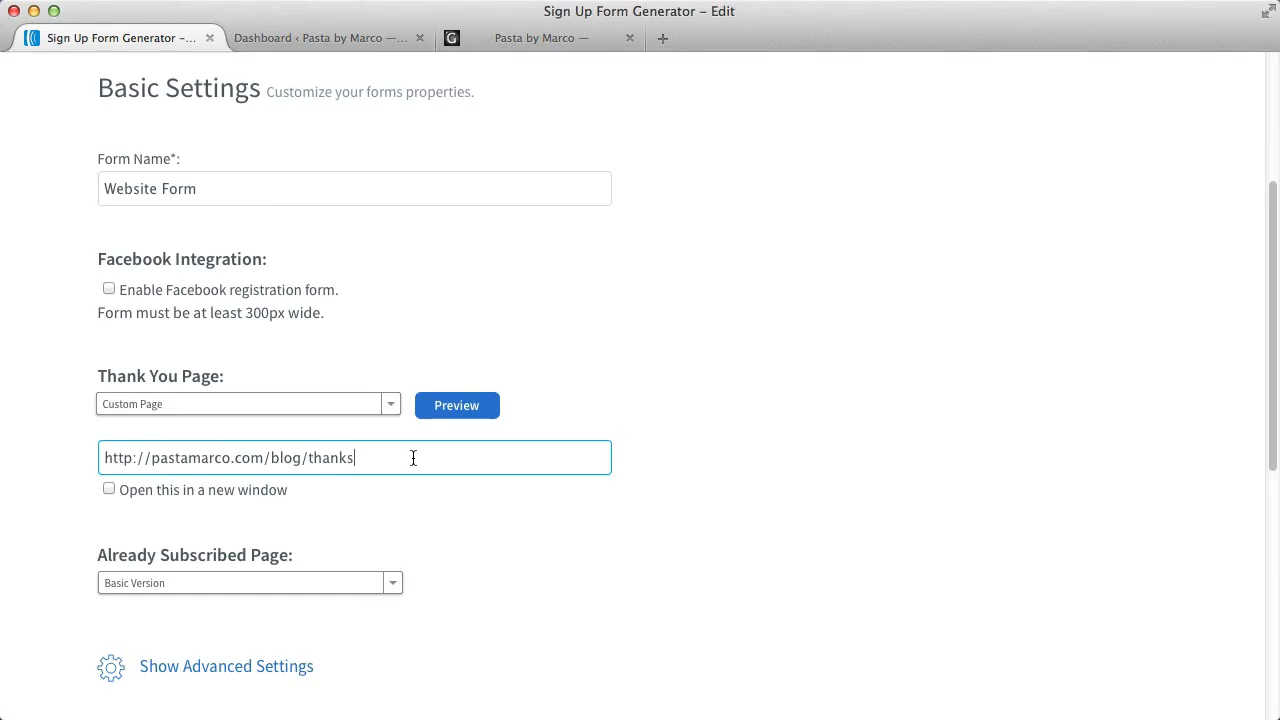 Sign Up Form Generator – Edit
Sign Up Form Generator –...
Dashboard ‹ Pasta by Marco —...
G
Pasta by Marco —
Basic Settings Customize your forms properties.
Form Name*:
Website Form
Facebook Integration:
Enable Facebook registration form.
Form must be at least 300px wide.
Thank You Page:
Custom Page
Preview
http://pastamarco.com/blog/thanks
Open this in a new window
Already Subscribed Page:
Basic Version
Show Advanced Settings